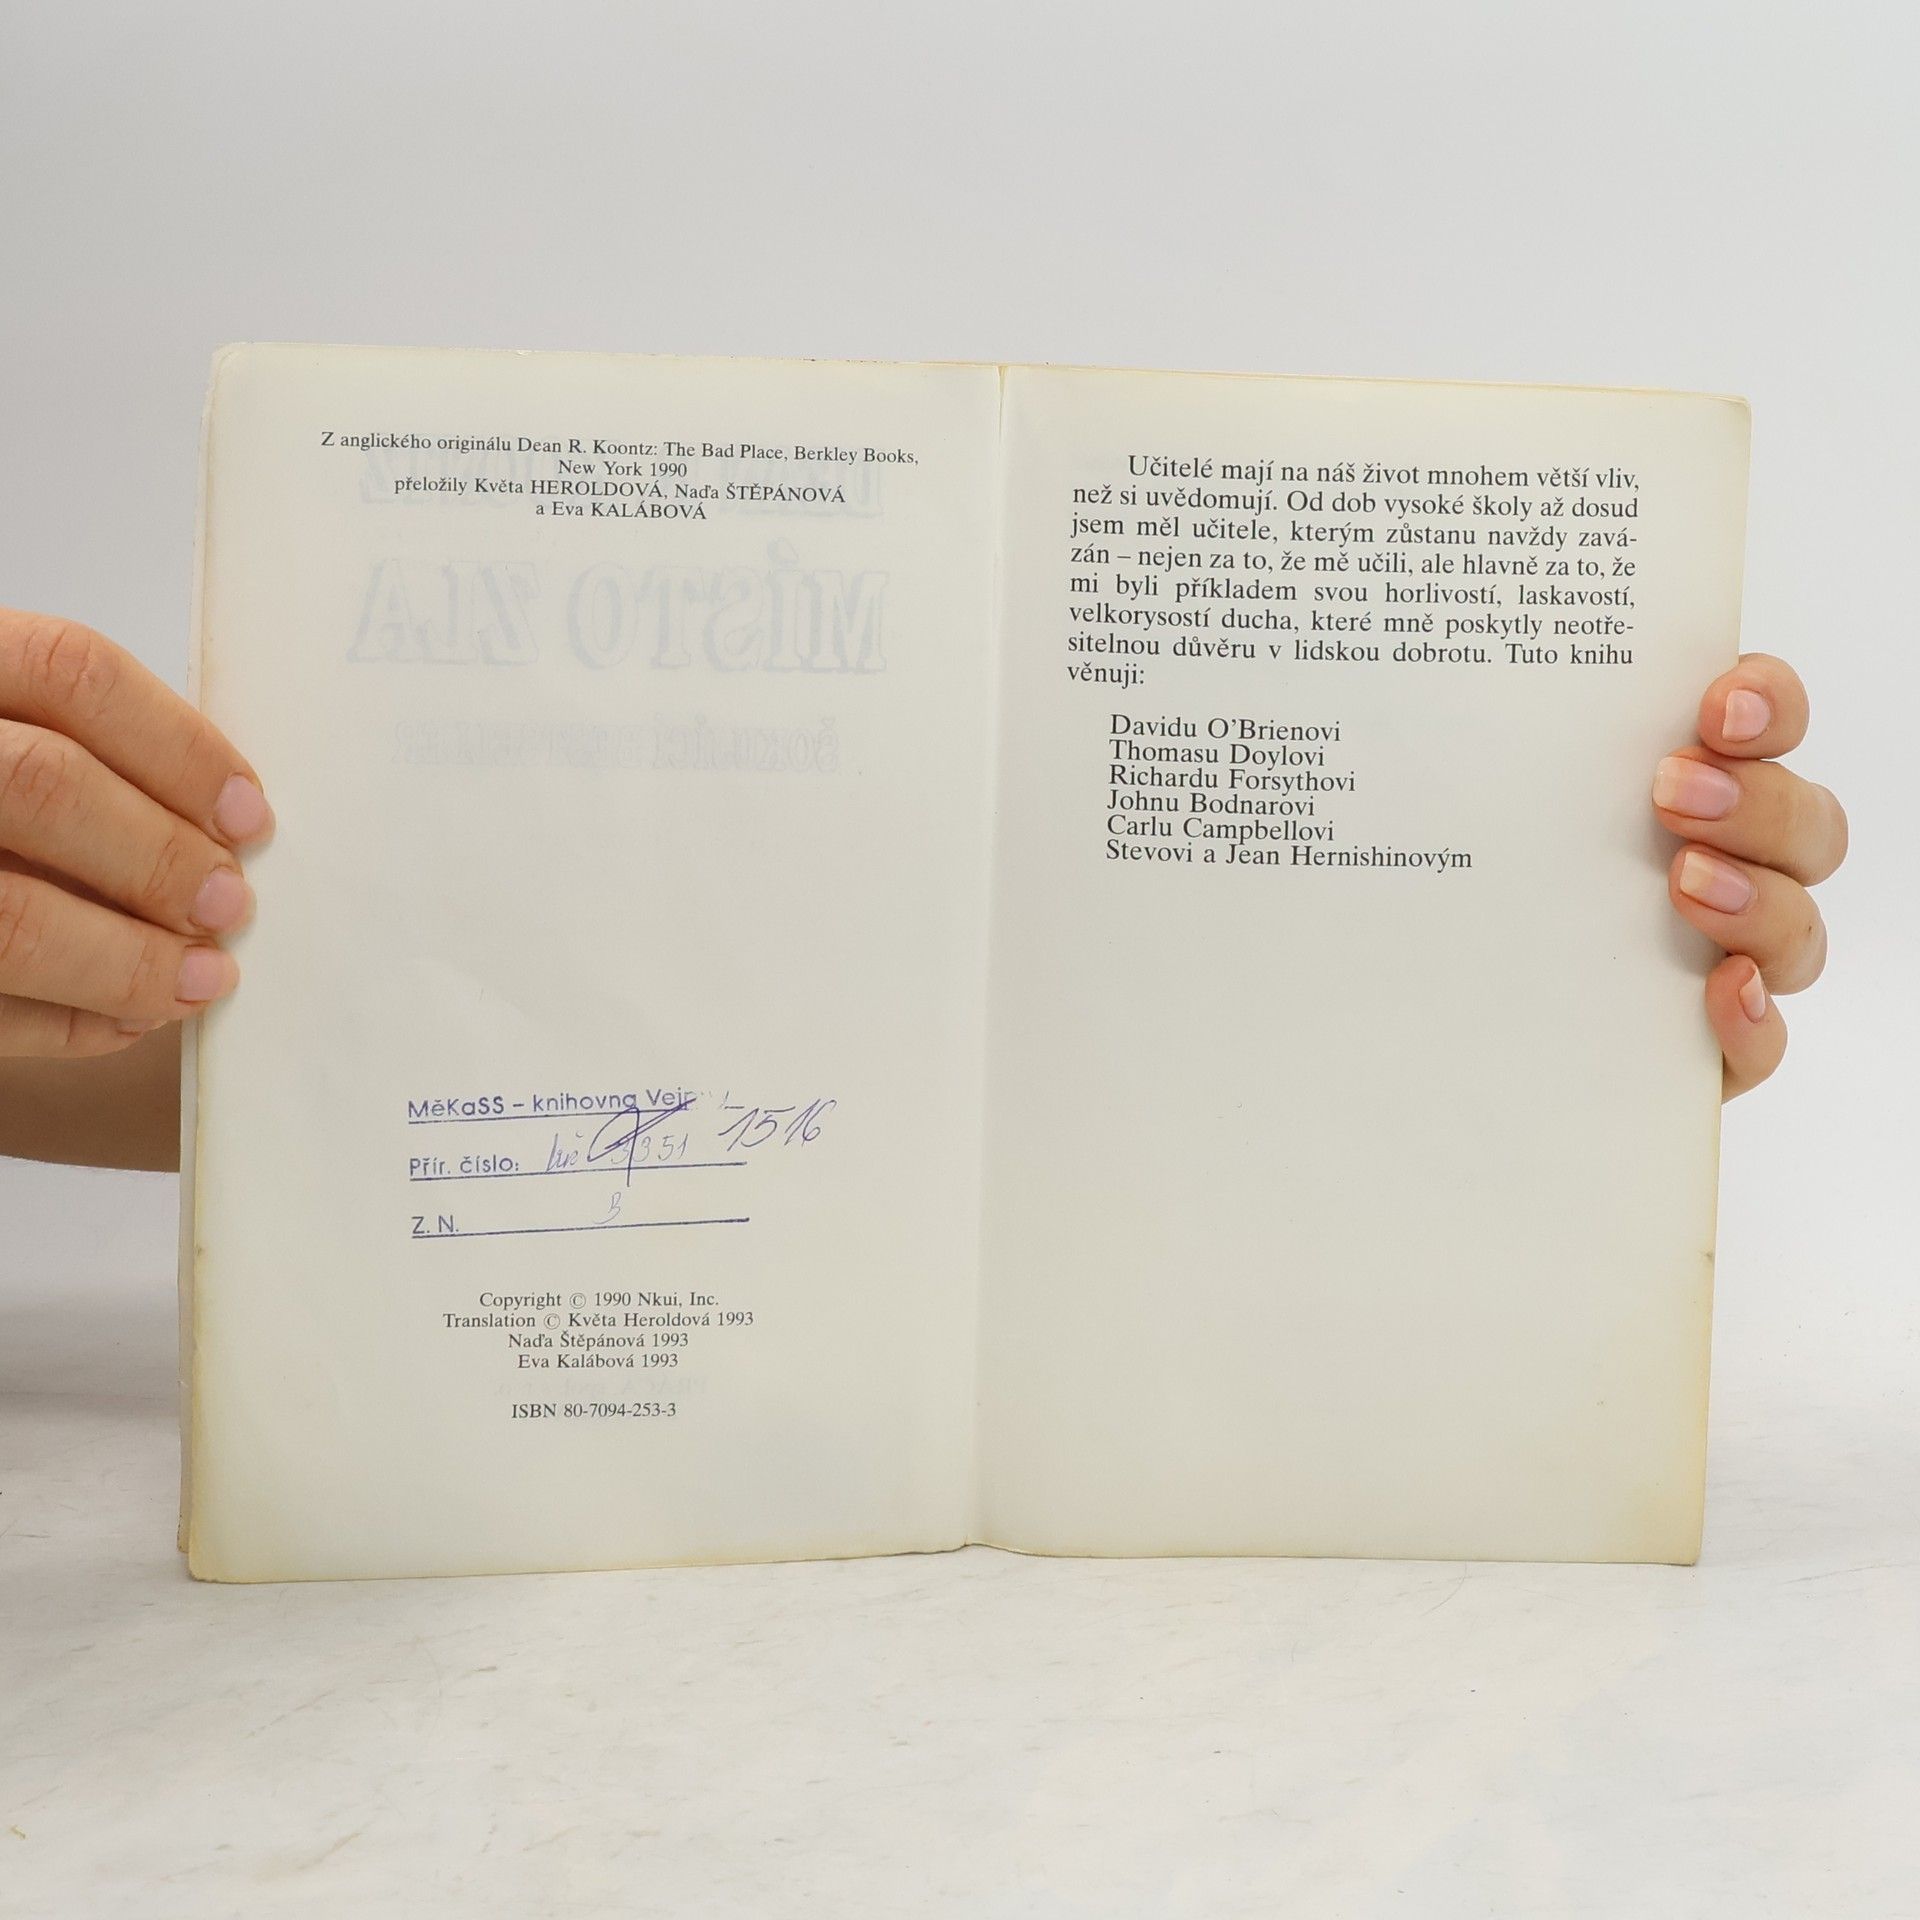 Z anglického originálu Dean R. Koontz: The Bad Place, Berkley Books,
New York 1990
přeložily Květa HEROLDOVÁ, Naďa ŠTĚPÁNOVÁ
a Eva KALÁBOVÁ
MÍSTO ZLA
MěKaSS – knihovna
Přír. číslo: 3351 1516
Z. N.
Copyright © 1990 Nkui, Inc.
Translation © Květa Heroldová 1993
Naďa Štěpánová 1993
Eva Kalábová 1993
ISBN 80-7094-253-3
Učitelé mají na náš život mnohem větší vliv,
než si uvědomují. Od dob vysoké školy až dosud
jsem měl učitele, kterým zůstanu navždy zavá-
zán – nejen za to, že mě učili, ale hlavně za to, že
mi byli příkladem svou horlivostí, laskavostí,
velkorysostí ducha, které mně poskytly neotře-
sitelnou důvěru v lidskou dobrotu. Tuto knihu
věnuji:
Davidu O'Brienovi
Thomasu Doylovi
Richardu Forsythovi
Johnu Bodnarovi
Carlu Campbellovi
Stevovi a Jean Hernishinovým